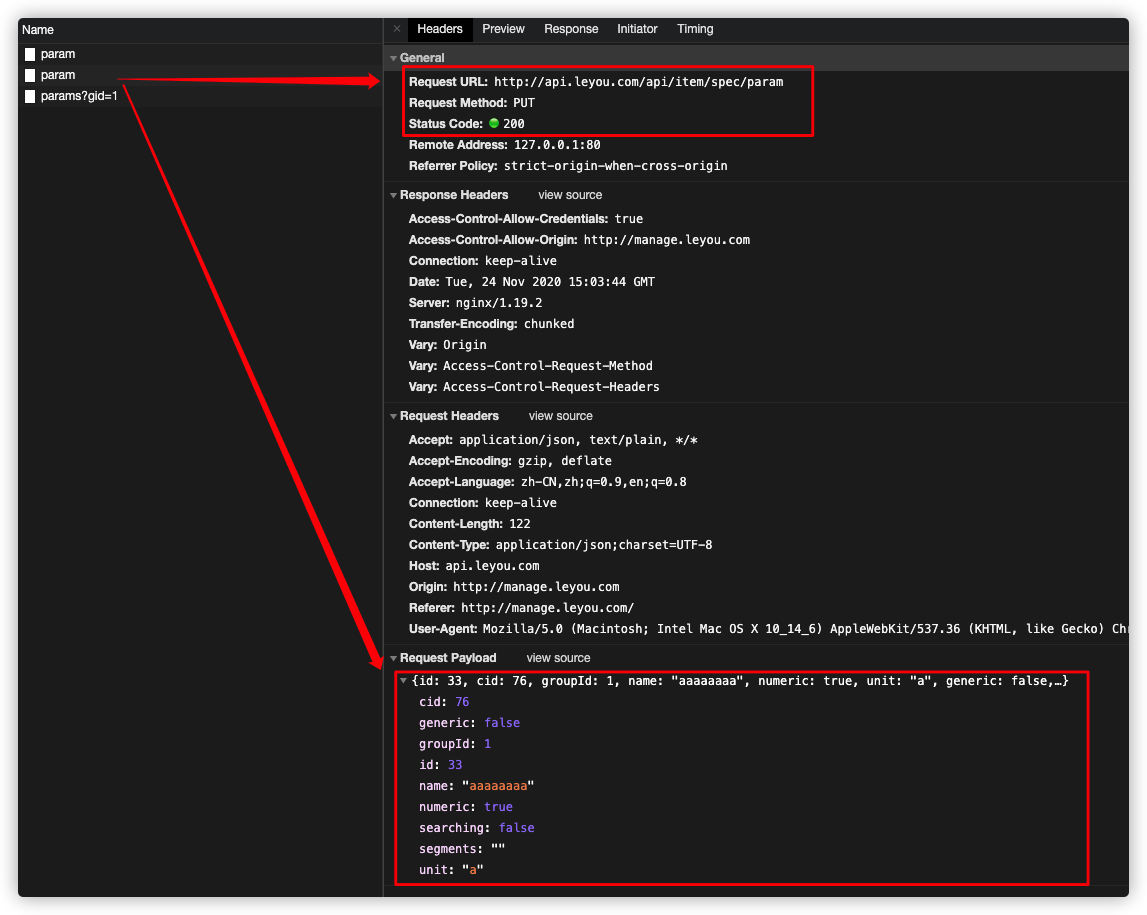 Name
param
param
params?gid=1
× Headers Preview Response Initiator Timing
General
Request URL: http://api.leyou.com/api/item/spec/param
Request Method: PUT
Status Code: 200
Remote Address: 127.0.0.1:80
Referrer Policy: strict-origin-when-cross-origin
Response Headers view source
Access-Control-Allow-Credentials: true
Access-Control-Allow-Origin: http://manage.leyou.com
Connection: keep-alive
Date: Tue, 24 Nov 2020 15:03:44 GMT
Server: nginx/1.19.2
Transfer-Encoding: chunked
Vary: Origin
Vary: Access-Control-Request-Method
Vary: Access-Control-Request-Headers
Request Headers view source
Accept: application/json, text/plain, */*
Accept-Encoding: gzip, deflate
Accept-Language: zh-CN,zh;q=0.9,en;q=0.8
Connection: keep-alive
Content-Length: 122
Content-Type: application/json;charset=UTF-8
Host: api.leyou.com
Origin: http://manage.leyou.com
Referer: http://manage.leyou.com/
User-Agent: Mozilla/5.0 (Macintosh; Intel Mac OS X 10_14_6) AppleWebKit/537.36 (KHTML, like Gecko) Chr
Request Payload view source
{id: 33, cid: 76, groupId: 1, name: "aaaaaaaa", numeric: true, unit: "a", generic: false,…}
cid: 76
generic: false
groupId: 1
id: 33
name: "aaaaaaaa"
numeric: true
searching: false
segments: ""
unit: "a"